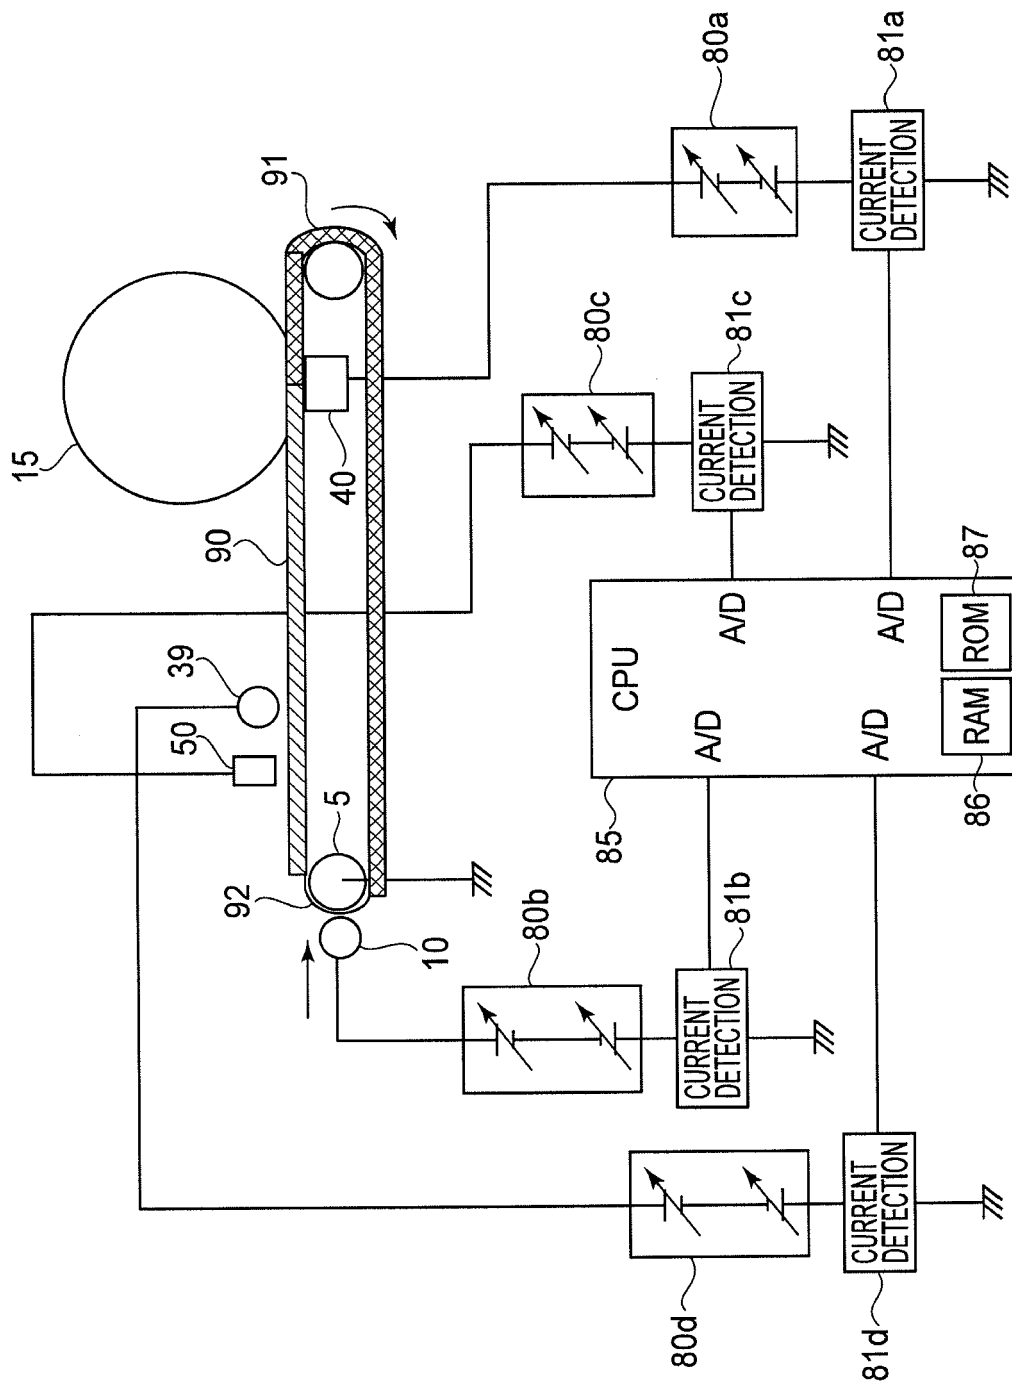 15
91
90
39
50
40
5
92
10
80a
81a
CURRENT
DETECTION
80c
81c
CURRENT
DETECTION
80b
81b
CURRENT
DETECTION
80d
81d
CURRENT
DETECTION
85
CPU
A/D
A/D
A/D
A/D
86
RAM
87
ROM